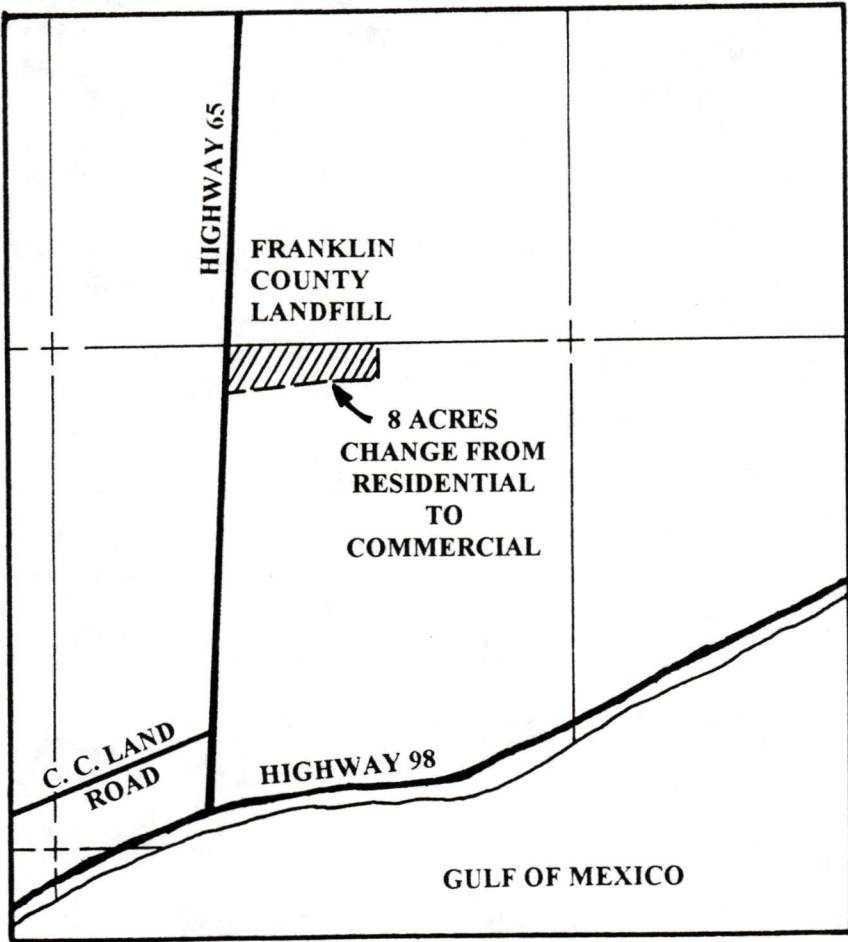 HIGHWAY 65
FRANKLIN
COUNTY
LANDFILL
8 ACRES
CHANGE FROM
RESIDENTIAL
TO
COMMERCIAL
C. C. LAND
ROAD
HIGHWAY 98
GULF OF MEXICO